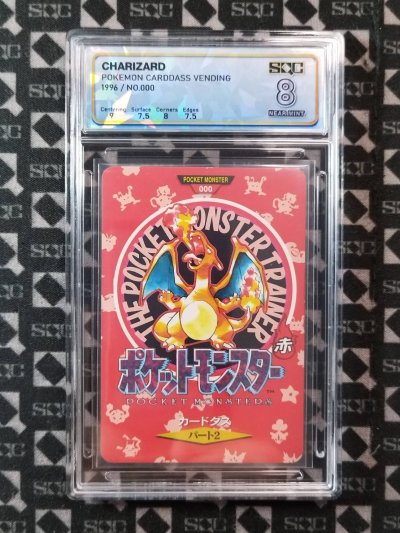 CHARIZARD
POKEMON CARDDASS VENDING
1996 / NO.000
Centering Surface Corners Edges
9 7.5 8 7.5
SQC
8
NEAR MINT
POCKET MONSTER
000
THE POCKET MONSTER TRAINER
赤
ポケットモンスター
POCKET MONSTERS
カードダス
パート2
SQC